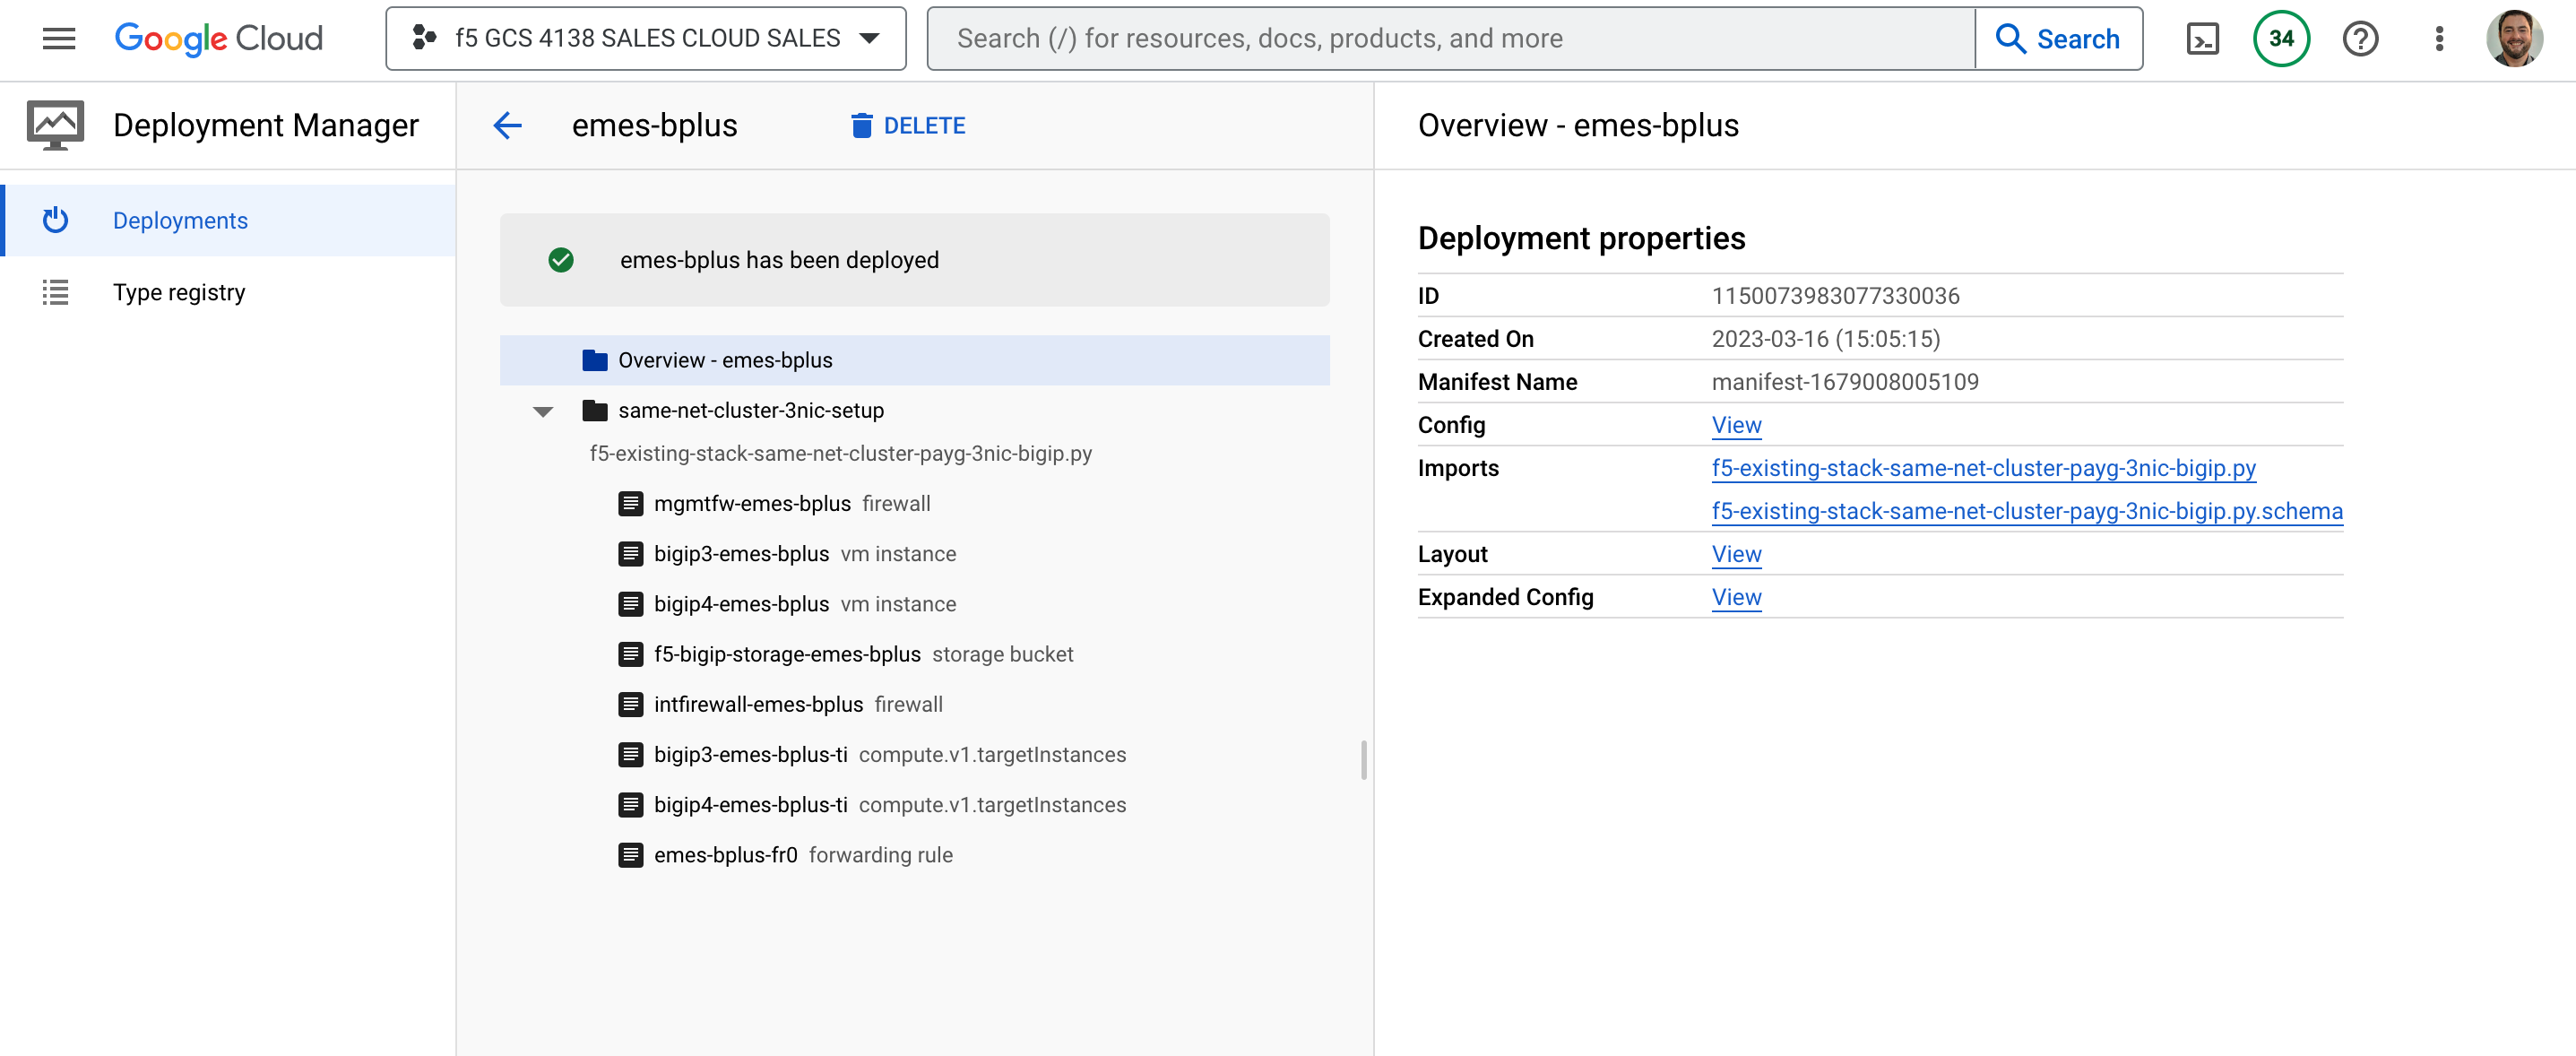 Google Cloud
f5 GCS 4138 SALES CLOUD SALES
Search (/) for resources, docs, products, and more
Search
34
Deployment Manager
Deployments
Type registry
emes-bplus
DELETE
emes-bplus has been deployed
Overview - emes-bplus
same-net-cluster-3nic-setup
f5-existing-stack-same-net-cluster-payg-3nic-bigip.py
mgmtfw-emes-bplus firewall
bigip3-emes-bplus vm instance
bigip4-emes-bplus vm instance
f5-bigip-storage-emes-bplus storage bucket
intfirewall-emes-bplus firewall
bigip3-emes-bplus-ti compute.v1.targetInstances
bigip4-emes-bplus-ti compute.v1.targetInstances
emes-bplus-fr0 forwarding rule
Overview - emes-bplus
Deployment properties
ID 1150073983077330036
Created On 2023-03-16 (15:05:15)
Manifest Name manifest-1679008005109
Config View
Imports f5-existing-stack-same-net-cluster-payg-3nic-bigip.py
f5-existing-stack-same-net-cluster-payg-3nic-bigip.py.schema
Layout View
Expanded Config View